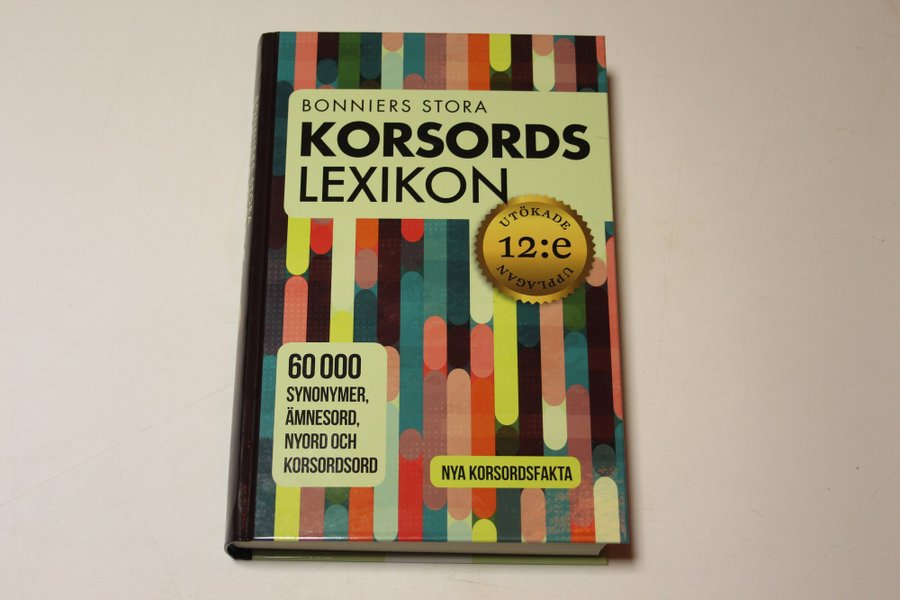 BONNIERS STORA
KORSORDS
LEXIKON
UTÖKADE
12:e
UPPLAGAN
60 000
SYNONYMER,
ÄMNESORD,
NYORD OCH
KORSORDSORD
NYA KORSORDSFAKTA